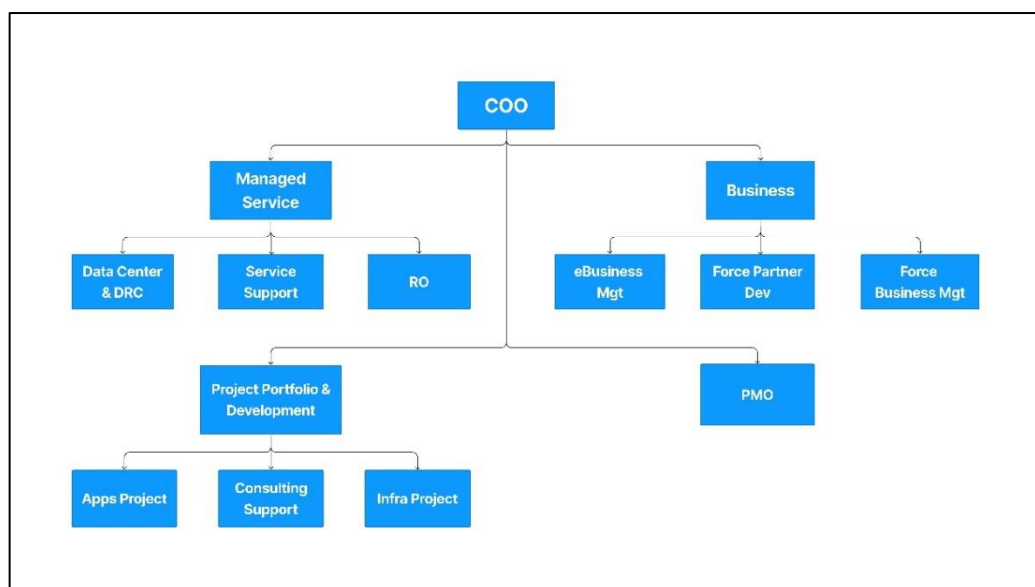 COO
Managed
Service
Business
Data Center
& DRC
Service
Support
RO
eBusiness
Mgt
Force Partner
Dev
Force
Business Mgt
Project Portfolio &
Development
PMO
Apps Project
Consulting
Support
Infra Project